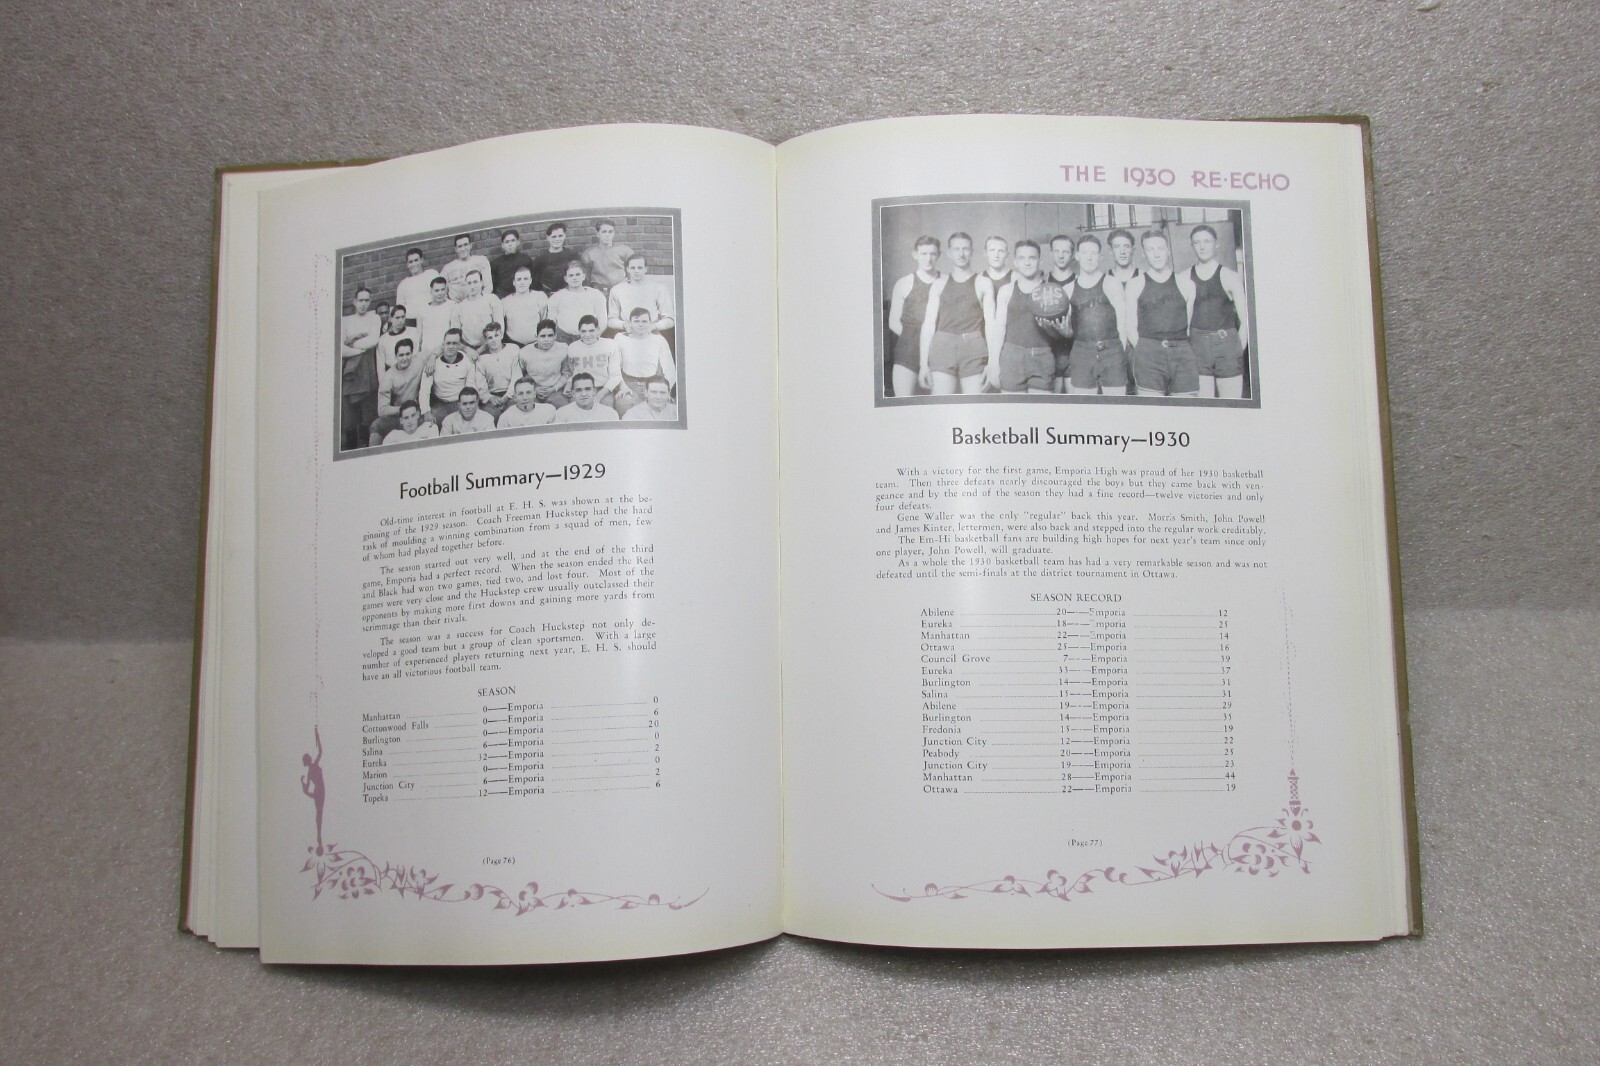 Football Summary—1929
Old-time interest in football at E. H. S. was shown at the be-
ginning of the 1929 season. Coach Freeman Huckstep had the hard
task of moulding a winning combination from a squad of men, few
of whom had played together before.
The season started out very well, and at the end of the third
game, Emporia had a perfect record. When the season ended the Red
and Black had won two games, tied two, and lost four. Most of the
games were very close and the Huckstep crew usually outclassed their
opponents by making more first downs and gaining more yards from
scrimmage than their rivals.
The season was a success for Coach Huckstep not only de-
veloped a good team but a group of clean sportsmen. With a large
number of experienced players returning next year, E. H. S. should
have an all victorious football team.
SEASON
Manhattan 0—Emporia 0
Cottonwood Falls 0—Emporia 6
Burlington 0—Emporia 20
Salina 6—Emporia 0
Eureka 32—Emporia 2
Marion 0—Emporia 0
Junction City 6—Emporia 2
Topeka 12—Emporia 6
(Page 76)
EHS
THE 1930 RE-ECHO
EHS
Basketball Summary—1930
With a victory for the first game, Emporia High was proud of her 1930 basketball
team. Then three defeats nearly discouraged the boys but they came back with ven-
geance and by the end of the season they had a fine record—twelve victories and only
four defeats.
Gene Waller was the only "regular" back this year. Morris Smith, John Powell
and James Kinter, lettermen, were also back and stepped into the regular work creditably.
The Em-Hi basketball fans are building high hopes for next year's team since only
one player, John Powell, will graduate.
As a whole the 1930 basketball team has had a very remarkable season and was not
defeated until the semi-finals at the district tournament in Ottawa.
SEASON RECORD
Abilene 20—Emporia 12
Eureka 18—Emporia 25
Manhattan 22—Emporia 14
Ottawa 25—Emporia 16
Council Grove 7—Emporia 39
Eureka 33—Emporia 37
Burlington 14—Emporia 31
Salina 15—Emporia 31
Abilene 19—Emporia 29
Burlington 14—Emporia 35
Fredonia 15—Emporia 19
Junction City 12—Emporia 22
Peabody 20—Emporia 25
Junction City 19—Emporia 23
Manhattan 28—Emporia 44
Ottawa 22—Emporia 19
(Page 77)